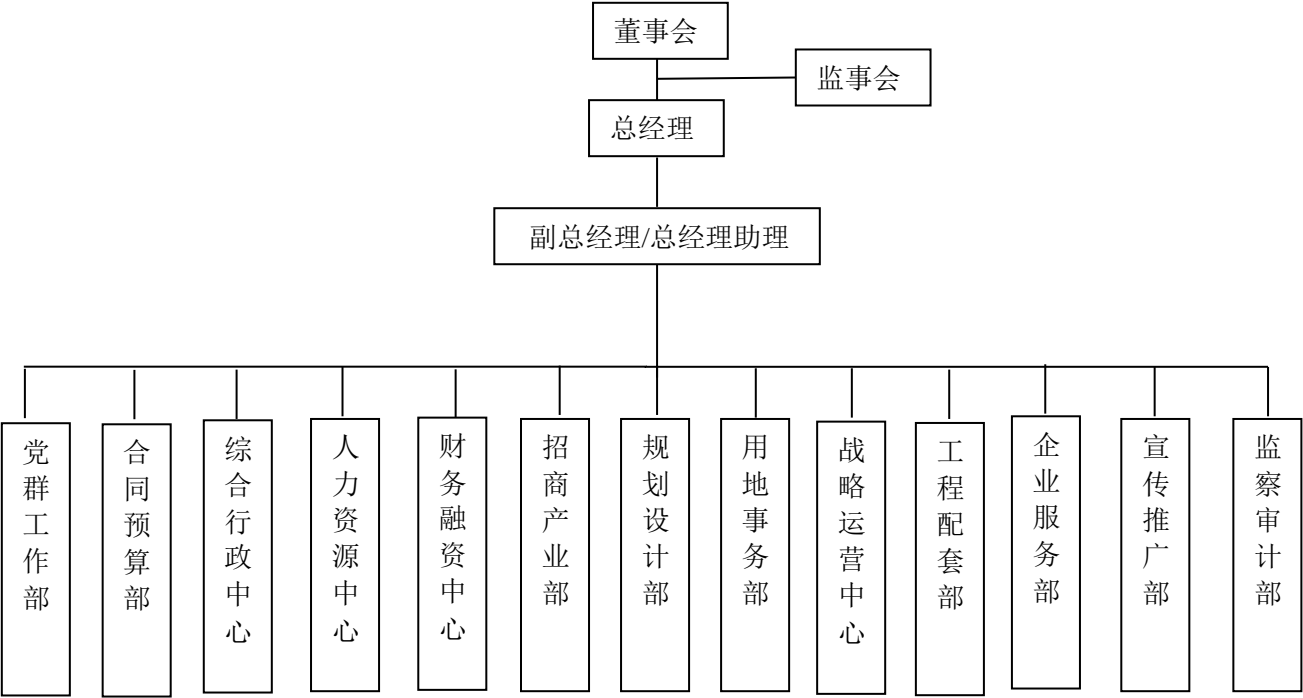 董事会
监事会
总经理
副总经理/总经理助理
党群工作部
合同预算部
综合行政中心
人力资源中心
财务融资中心
招商产业部
规划设计部
用地事务部
战略运营中心
工程配套部
企业服务部
宣传推广部
监察审计部